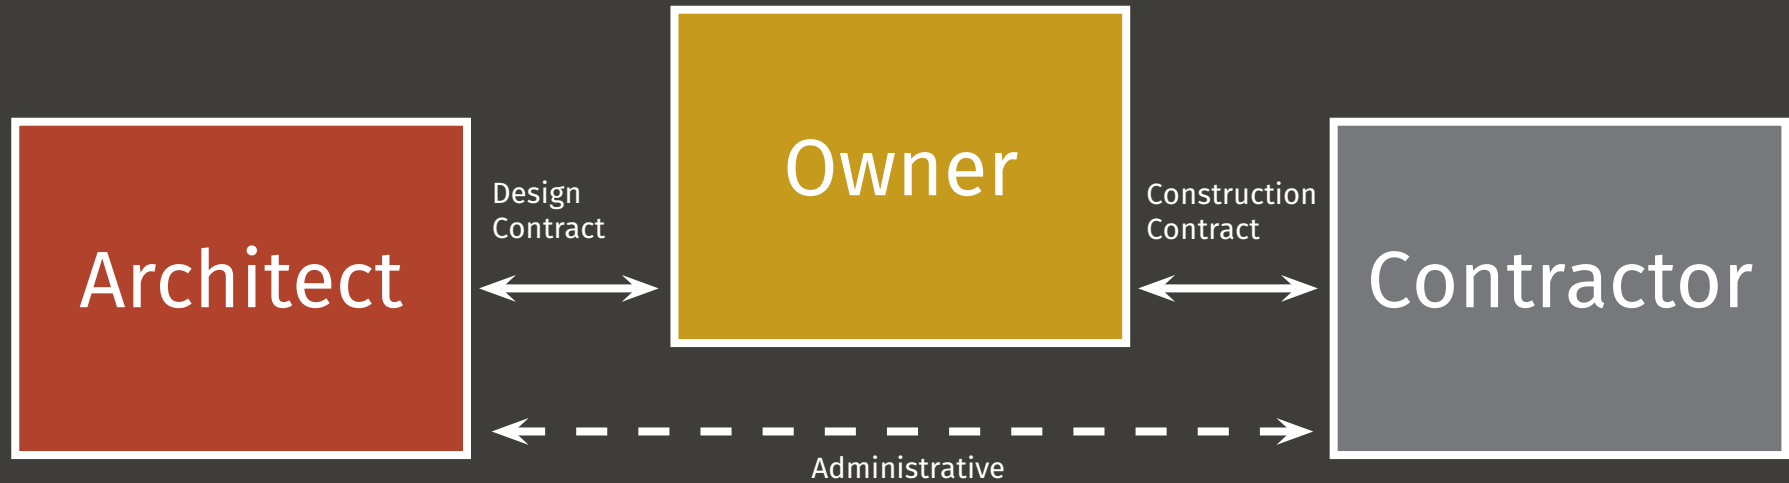 Owner
Design
Contract
Construction
Contract
Architect
Contractor
Administrative